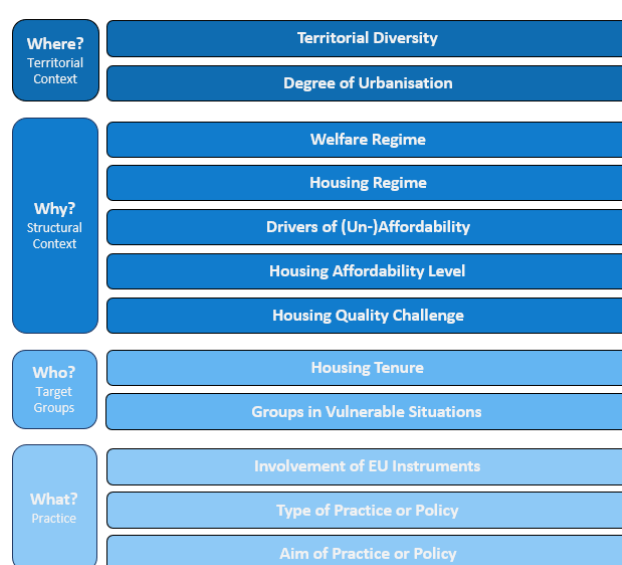 Where?
Territorial
Context
Territorial Diversity
Degree of Urbanisation
Why?
Structural
Context
Welfare Regime
Housing Regime
Drivers of (Un-)Affordability
Housing Affordability Level
Housing Quality Challenge
Who?
Target
Groups
Housing Tenure
Groups in Vulnerable Situations
What?
Practice
Involvement of EU Instruments
Type of Practice or Policy
Aim of Practice or Policy